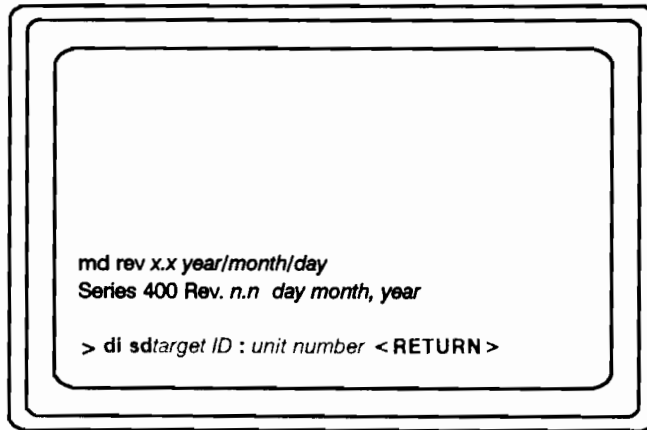 md rev x.x year/month/day
Series 400 Rev. n.n day month, year
> di sdtarget ID : unit number <RETURN>